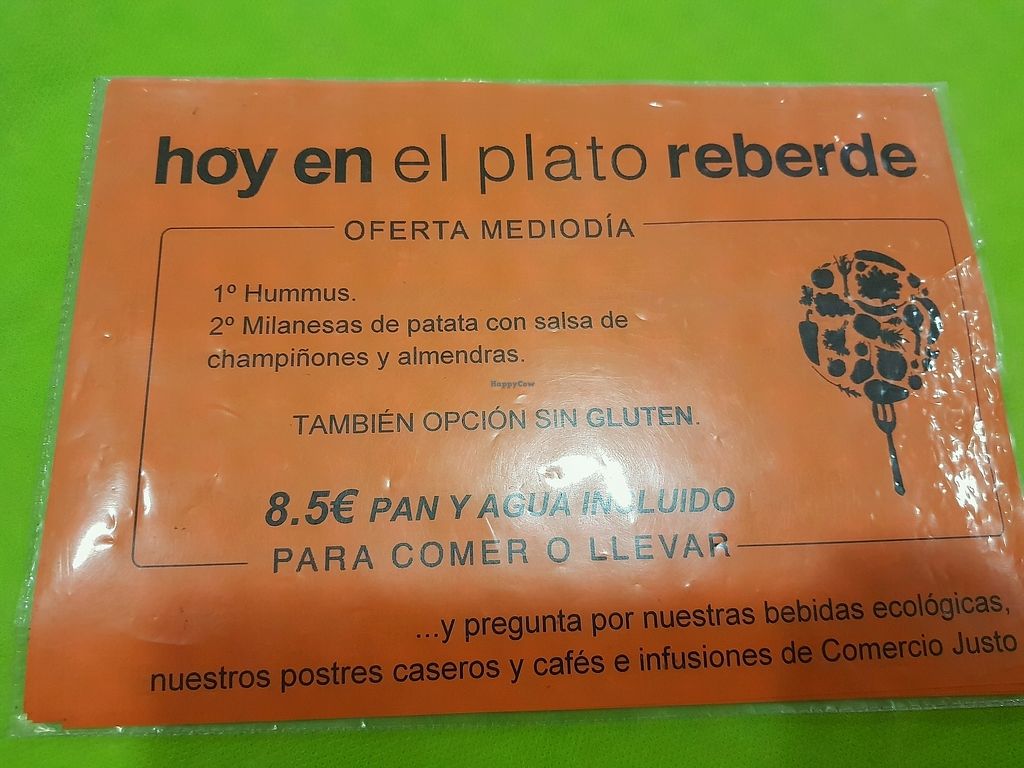 hoy en el plato reberde
OFERTA MEDIODÍA
1º Hummus.
2º Milanesas de patata con salsa de
champiñones y almendras.
HappyCow
TAMBIÉN OPCIÓN SIN GLUTEN.
8.5€ PAN Y AGUA INCLUIDO
PARA COMER O LLEVAR
...y pregunta por nuestras bebidas ecológicas,
nuestros postres caseros y cafés e infusiones de Comercio Justo